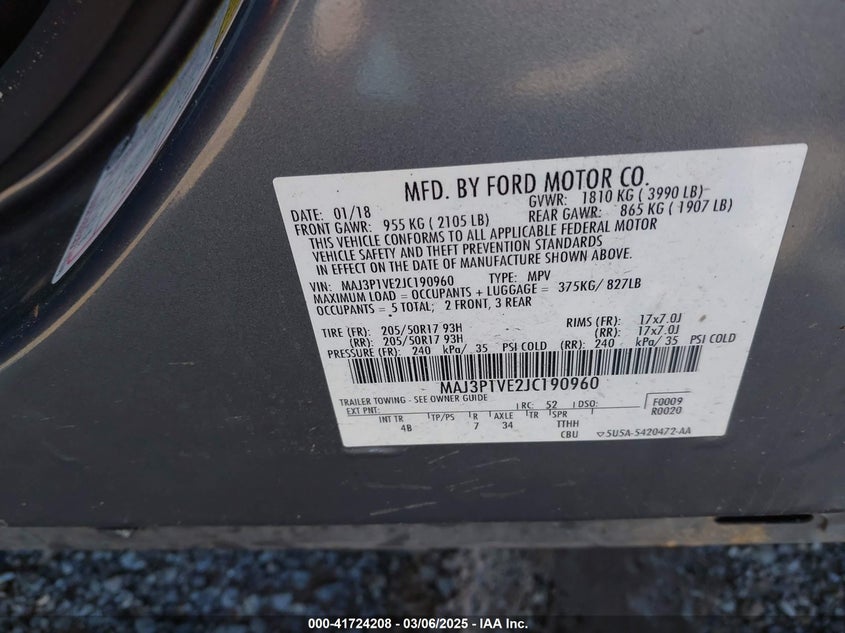 MFD. BY FORD MOTOR CO.
DATE: 01/18 GVWR: 1810 KG ( 3990 LB)
FRONT GAWR: 955 KG ( 2105 LB) REAR GAWR: 865 KG ( 1907 LB)
THIS VEHICLE CONFORMS TO ALL APPLICABLE FEDERAL MOTOR
VEHICLE SAFETY AND THEFT PREVENTION STANDARDS
IN EFFECT ON THE DATE OF MANUFACTURE SHOWN ABOVE.
VIN: MAJ3P1VE2JC190960 TYPE: MPV
MAXIMUM LOAD = OCCUPANTS + LUGGAGE = 375KG/ 827LB
OCCUPANTS = 5 TOTAL; 2 FRONT, 3 REAR
TIRE (FR): 205/50R17 93H RIMS (FR): 17x7.0J
(RR): 205/50R17 93H (RR): 17x7.0J
PRESSURE (FR): 240 kPa/ 35 PSI COLD (RR): 240 kPa/ 35 PSI COLD
MAJ3P1VE2JC190960
TRAILER TOWING - SEE OWNER GUIDE
EXT PNT: RC: 52 DSO: F0009
R0020
INT TR TP/PS R AXLE TR SPR
4B 7 34 TTHH
CBU 5U5A-5420472-AA
000-41724208 - 03/06/2025 - IAA Inc.